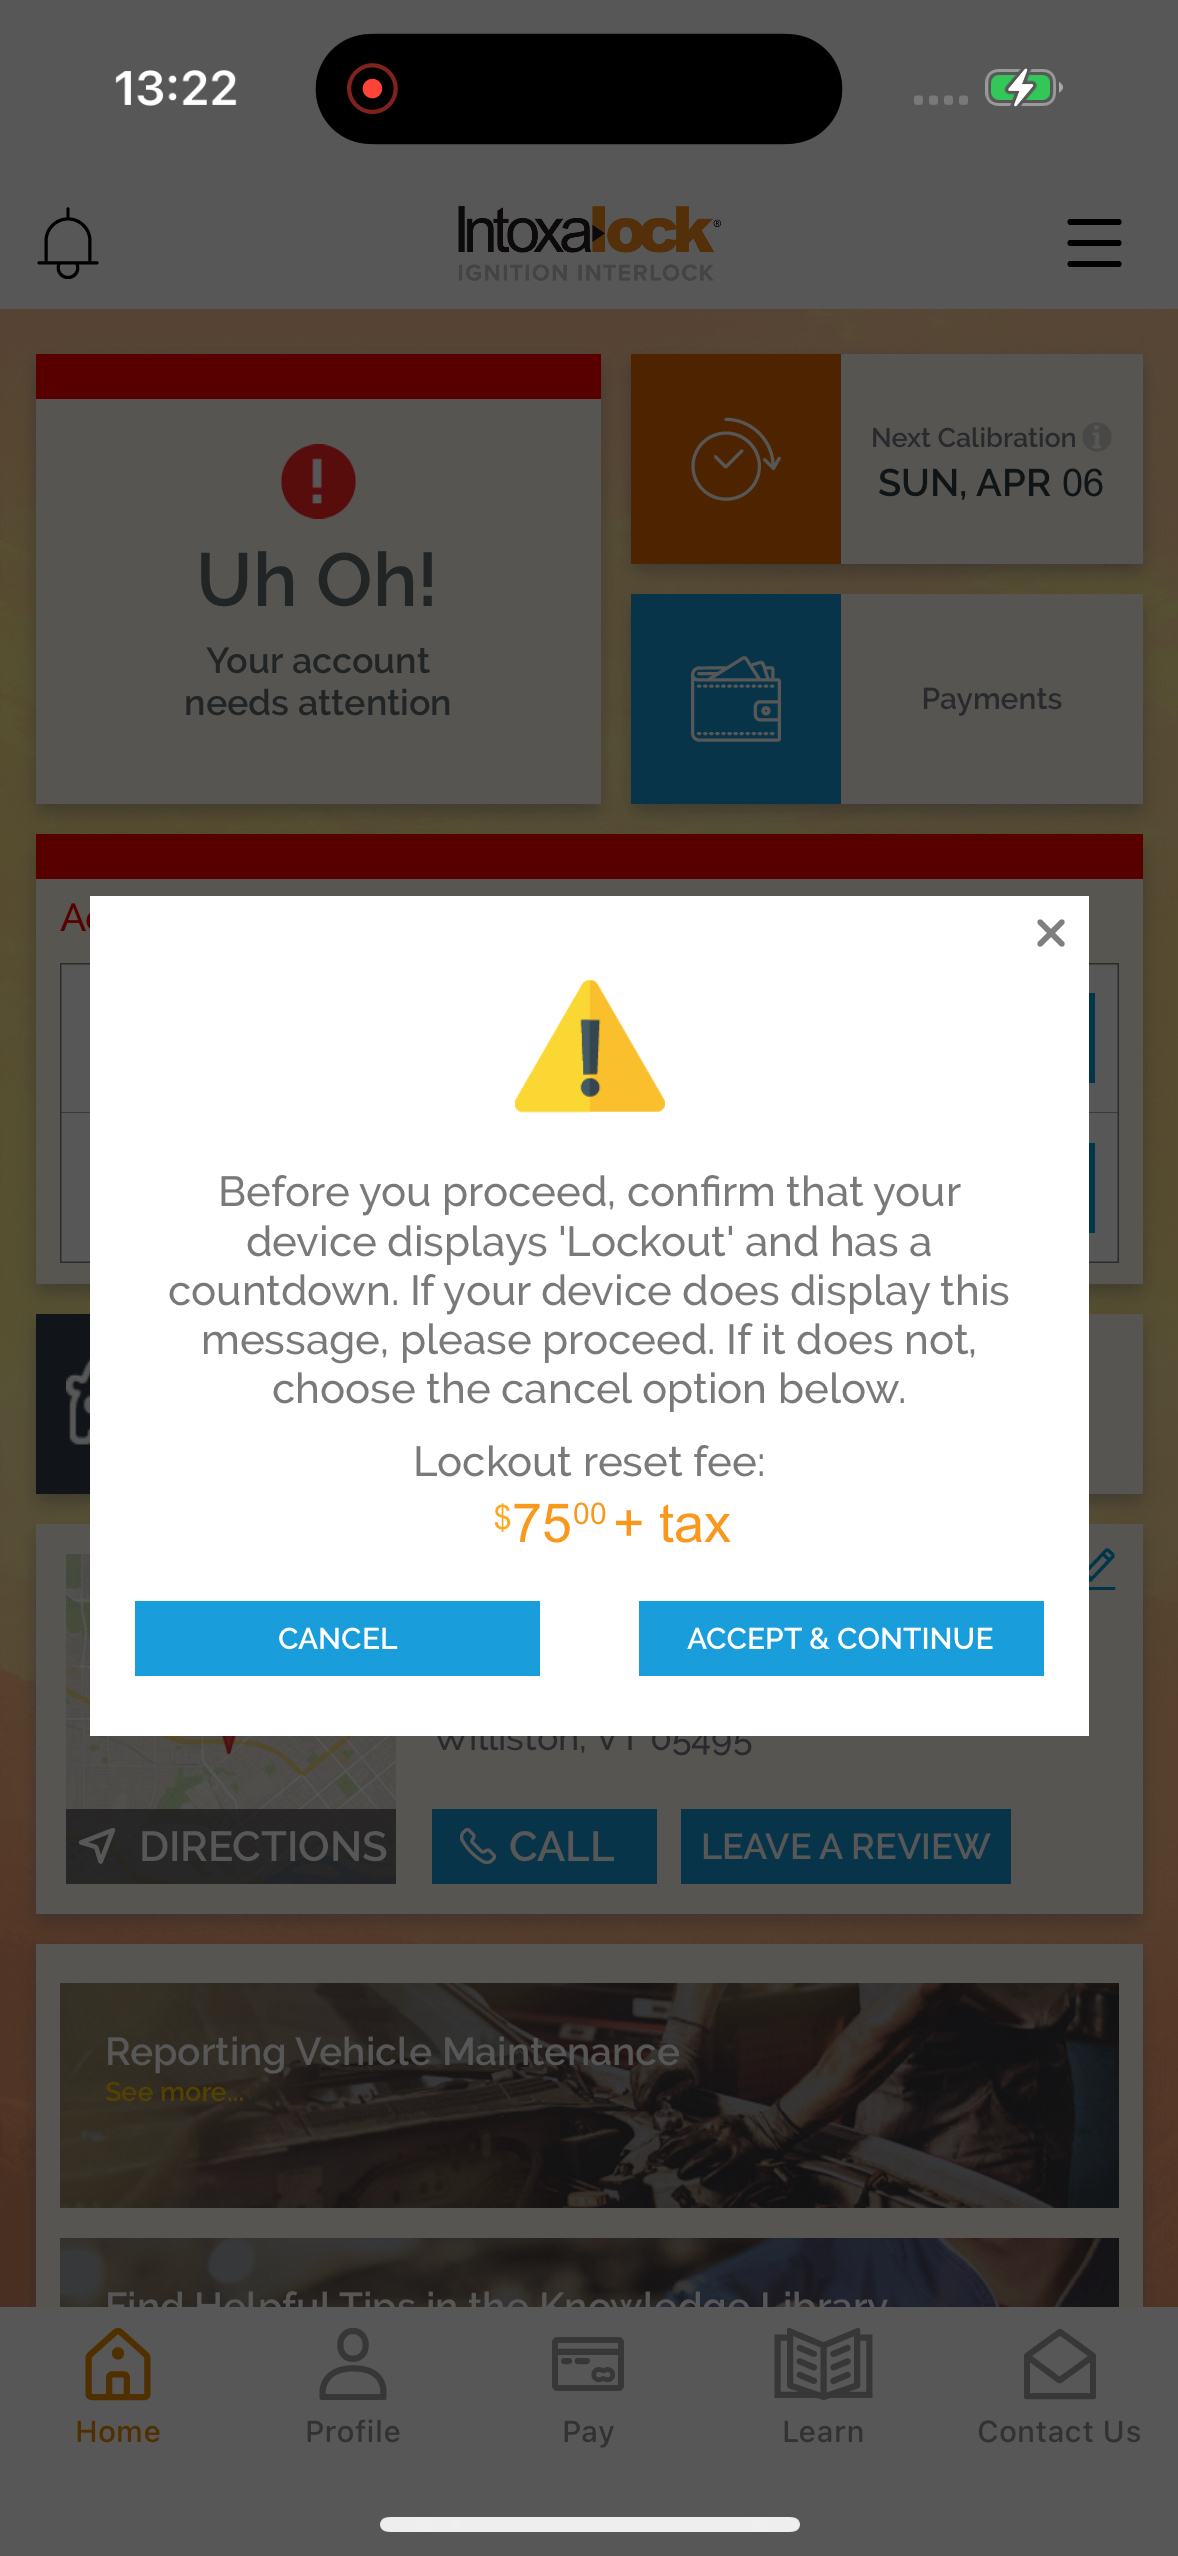 13:22
Intoxalock®
IGNITION INTERLOCK
Uh Oh!
Your account
needs attention
Next Calibration
SUN, APR 06
Payments
Before you proceed, confirm that your
device displays 'Lockout' and has a
countdown. If your device does display this
message, please proceed. If it does not,
choose the cancel option below.
Lockout reset fee:
$7500 + tax
CANCEL
ACCEPT & CONTINUE
Williston, VT 05495
DIRECTIONS
CALL
LEAVE A REVIEW
Reporting Vehicle Maintenance
See more...
Find Helpful Tips in the Knowledge Library
Home
Profile
Pay
Learn
Contact Us